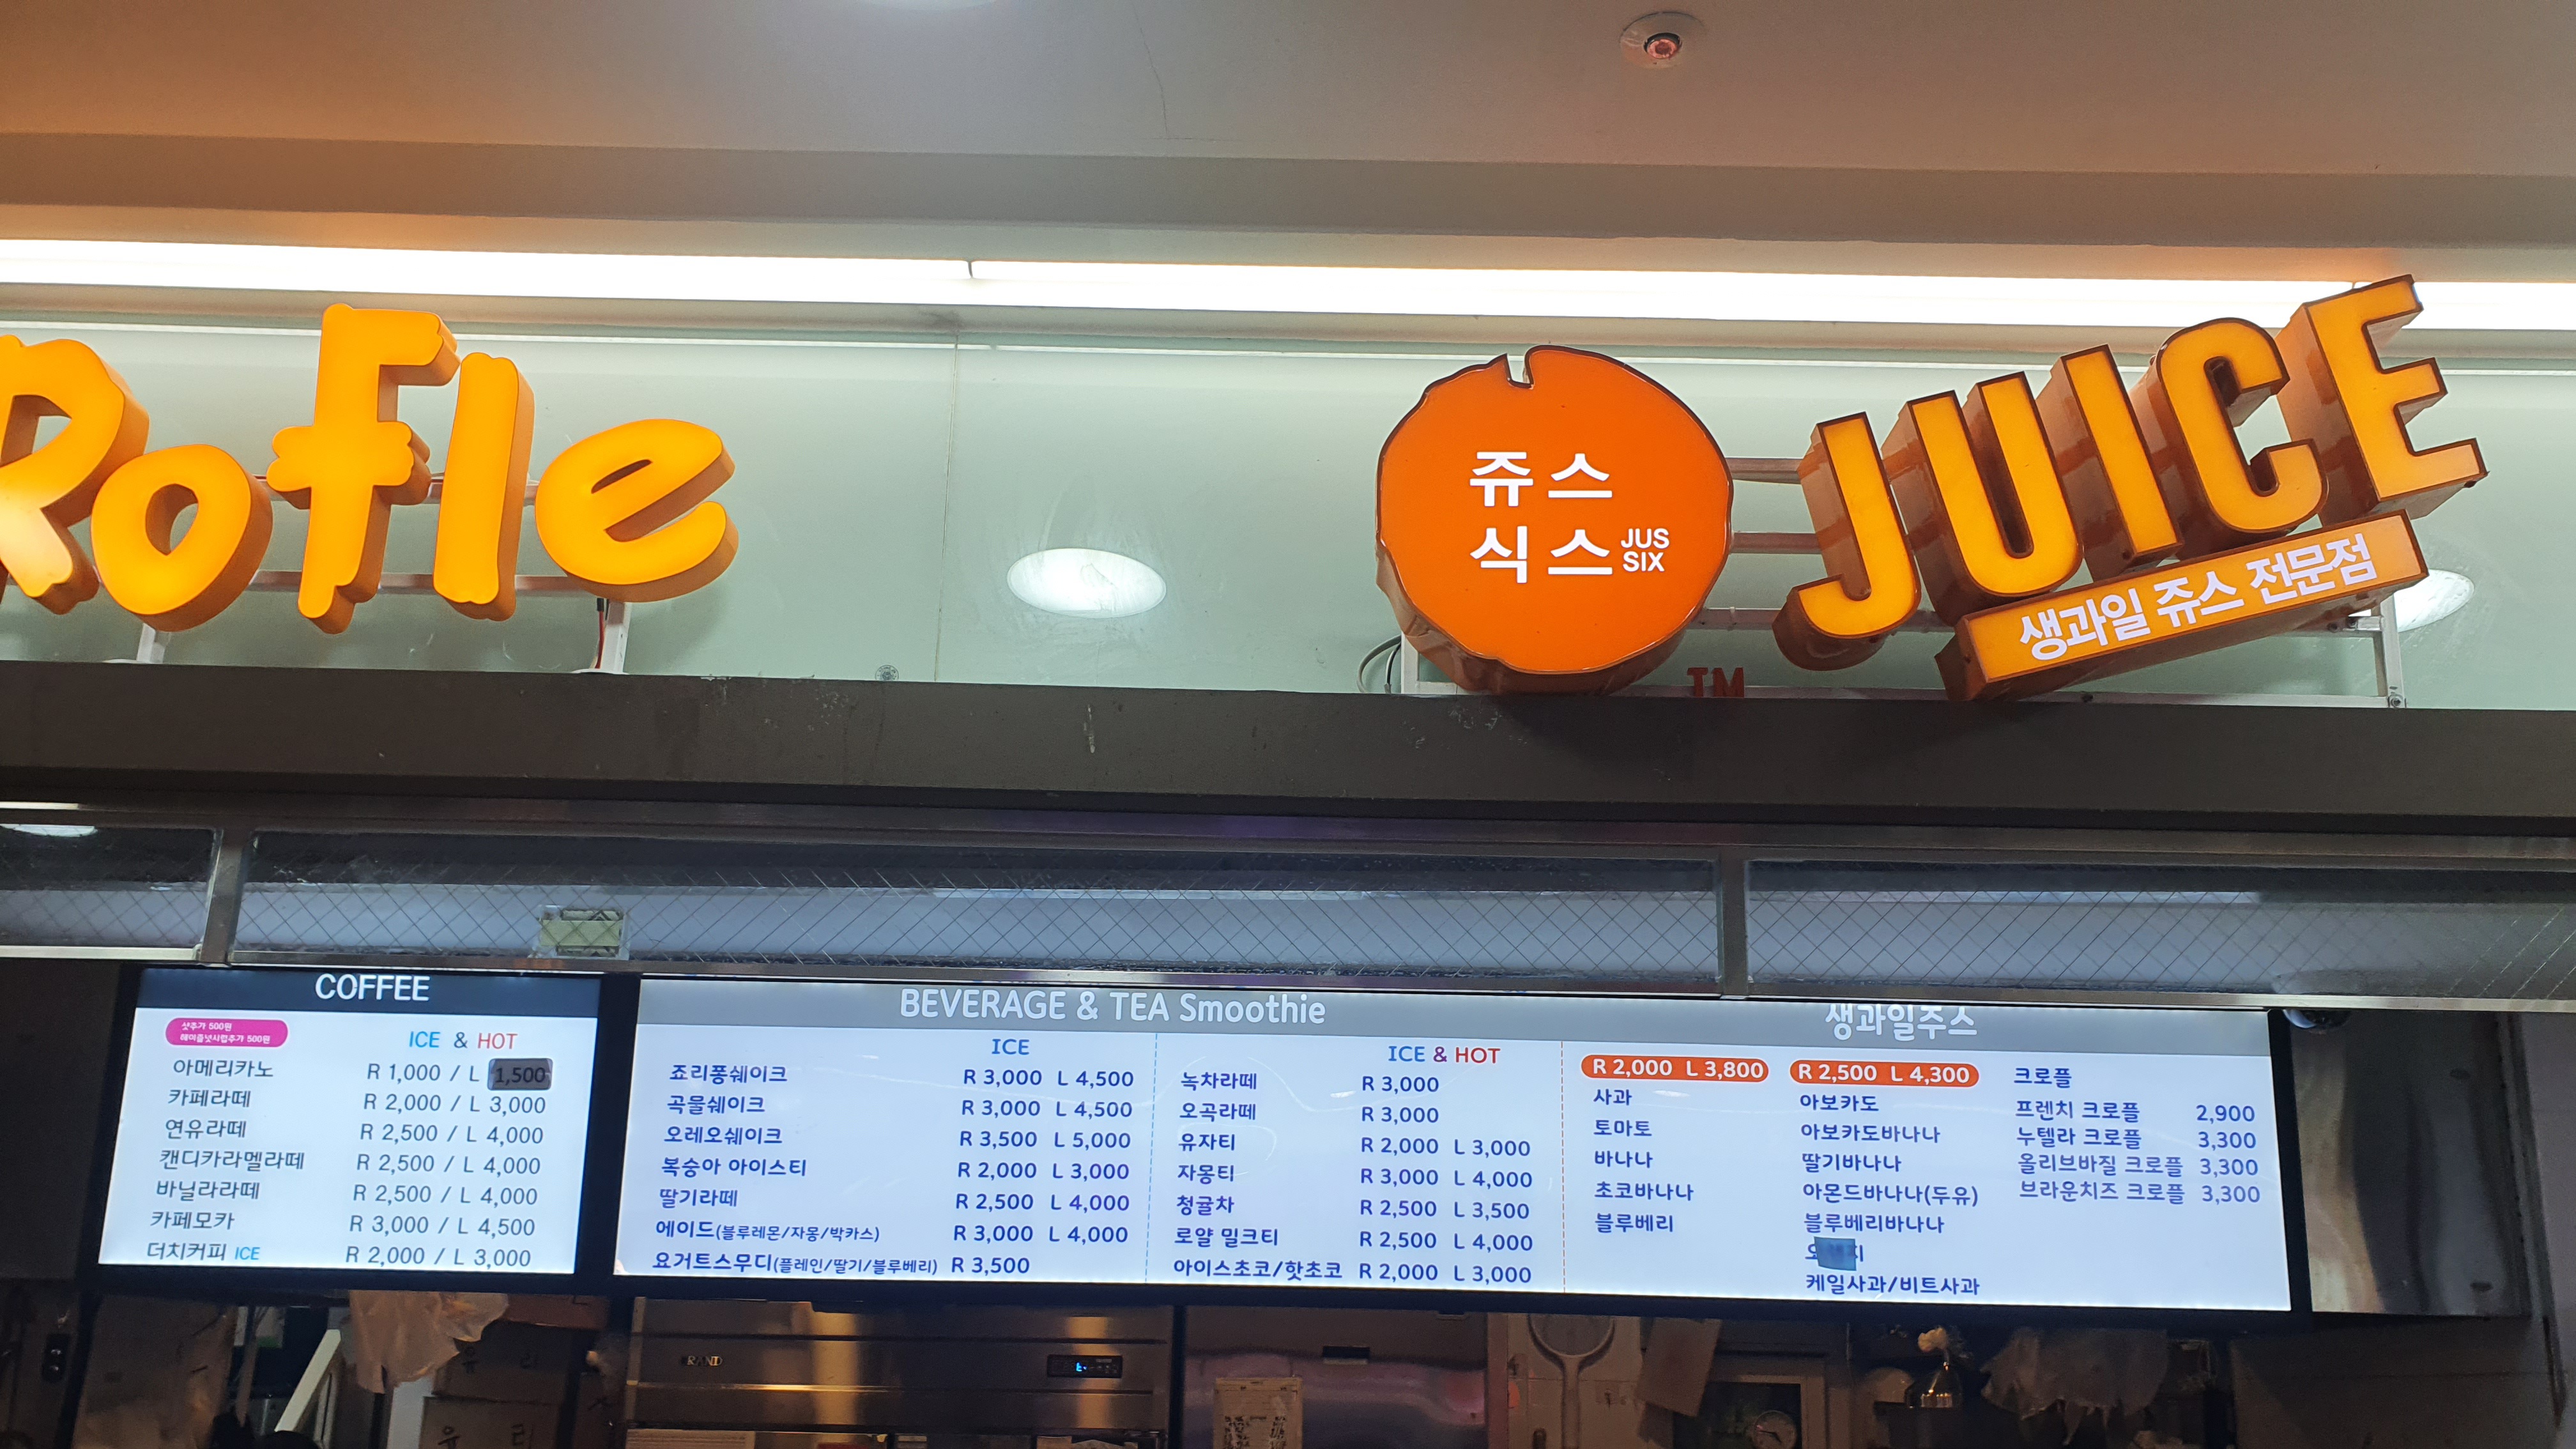 Rofle
쥬스
식스 JUS SIX
JUICE
생과일 쥬스 전문점
TM
COFFEE
샷추가 500원
헤이즐넛시럽추가 500원
ICE & HOT
아메리카노 R 1,000 / L 1,500
카페라떼 R 2,000 / L 3,000
연유라떼 R 2,500 / L 4,000
캔디카라멜라떼 R 2,500 / L 4,000
바닐라라떼 R 2,500 / L 4,000
카페모카 R 3,000 / L 4,500
더치커피 ICE R 2,000 / L 3,000
BEVERAGE & TEA Smoothie
ICE
죠리퐁쉐이크 R 3,000 L 4,500
곡물쉐이크 R 3,000 L 4,500
오레오쉐이크 R 3,500 L 5,000
복숭아 아이스티 R 2,000 L 3,000
딸기라떼 R 2,500 L 4,000
에이드(블루레몬/자몽/박카스) R 3,000 L 4,000
요거트스무디(플레인/딸기/블루베리) R 3,500
ICE & HOT
녹차라떼 R 3,000
오곡라떼 R 3,000
유자티 R 2,000 L 3,000
자몽티 R 3,000 L 4,000
청귤차 R 2,500 L 3,500
로얄 밀크티 R 2,500 L 4,000
아이스초코/핫초코 R 2,000 L 3,000
생과일주스
R 2,000 L 3,800
사과
토마토
바나나
초코바나나
블루베리
R 2,500 L 4,300
아보카도
아보카도바나나
딸기바나나
아몬드바나나(두유)
블루베리바나나
케일사과/비트사과
크로플
프렌치 크로플 2,900
누텔라 크로플 3,300
올리브바질 크로플 3,300
브라운치즈 크로플 3,300